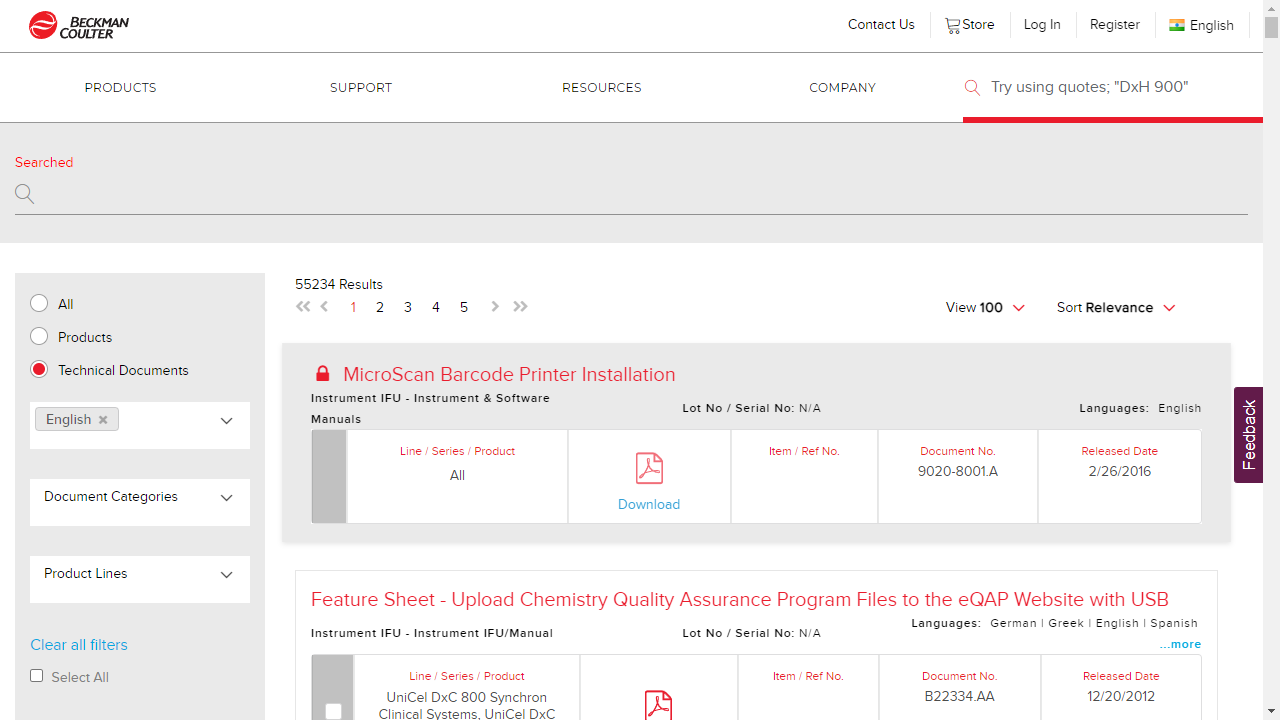 BECKMAN
COULTER
Contact Us
Store
Log In
Register
English
PRODUCTS
SUPPORT
RESOURCES
COMPANY
Try using quotes; "DxH 900"
Searched
All
Products
Technical Documents
English
Document Categories
Product Lines
Clear all filters
Select All
55234 Results
1 2 3 4 5
View 100
Sort Relevance
MicroScan Barcode Printer Installation
Instrument IFU - Instrument & Software
Manuals
Lot No / Serial No: N/A
Languages: English
Line / Series / Product
All
Download
Item / Ref No.
Document No.
9020-8001.A
Released Date
2/26/2016
Feature Sheet - Upload Chemistry Quality Assurance Program Files to the eQAP Website with USB
Instrument IFU - Instrument IFU/Manual
Lot No / Serial No: N/A
Languages: German | Greek | English | Spanish
...more
Line / Series / Product
UniCel DxC 800 Synchron
Clinical Systems, UniCel DxC
Item / Ref No.
Document No.
B22334.AA
Released Date
12/20/2012
Feedback